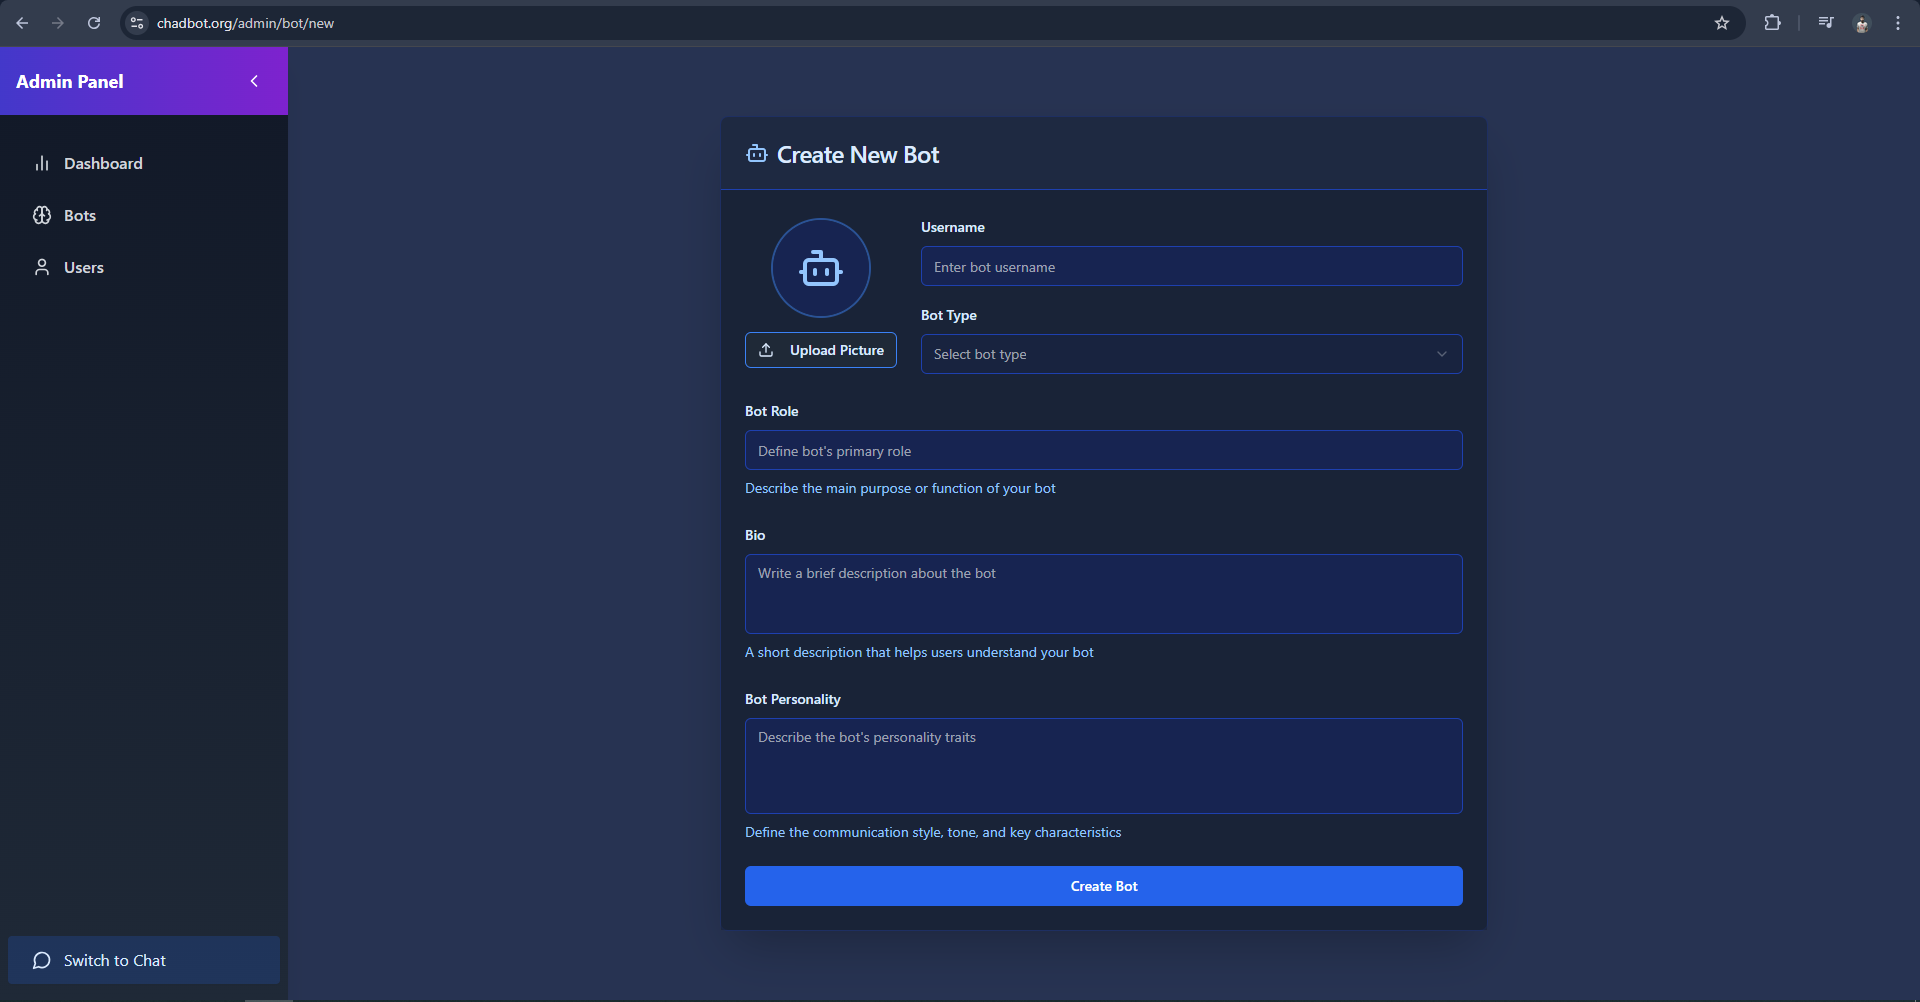 chadbot.org/admin/bot/new
Admin Panel
Dashboard
Bots
Users
Switch to Chat
Create New Bot
Upload Picture
Username
Enter bot username
Bot Type
Select bot type
Bot Role
Define bot's primary role
Describe the main purpose or function of your bot
Bio
Write a brief description about the bot
A short description that helps users understand your bot
Bot Personality
Describe the bot's personality traits
Define the communication style, tone, and key characteristics
Create Bot